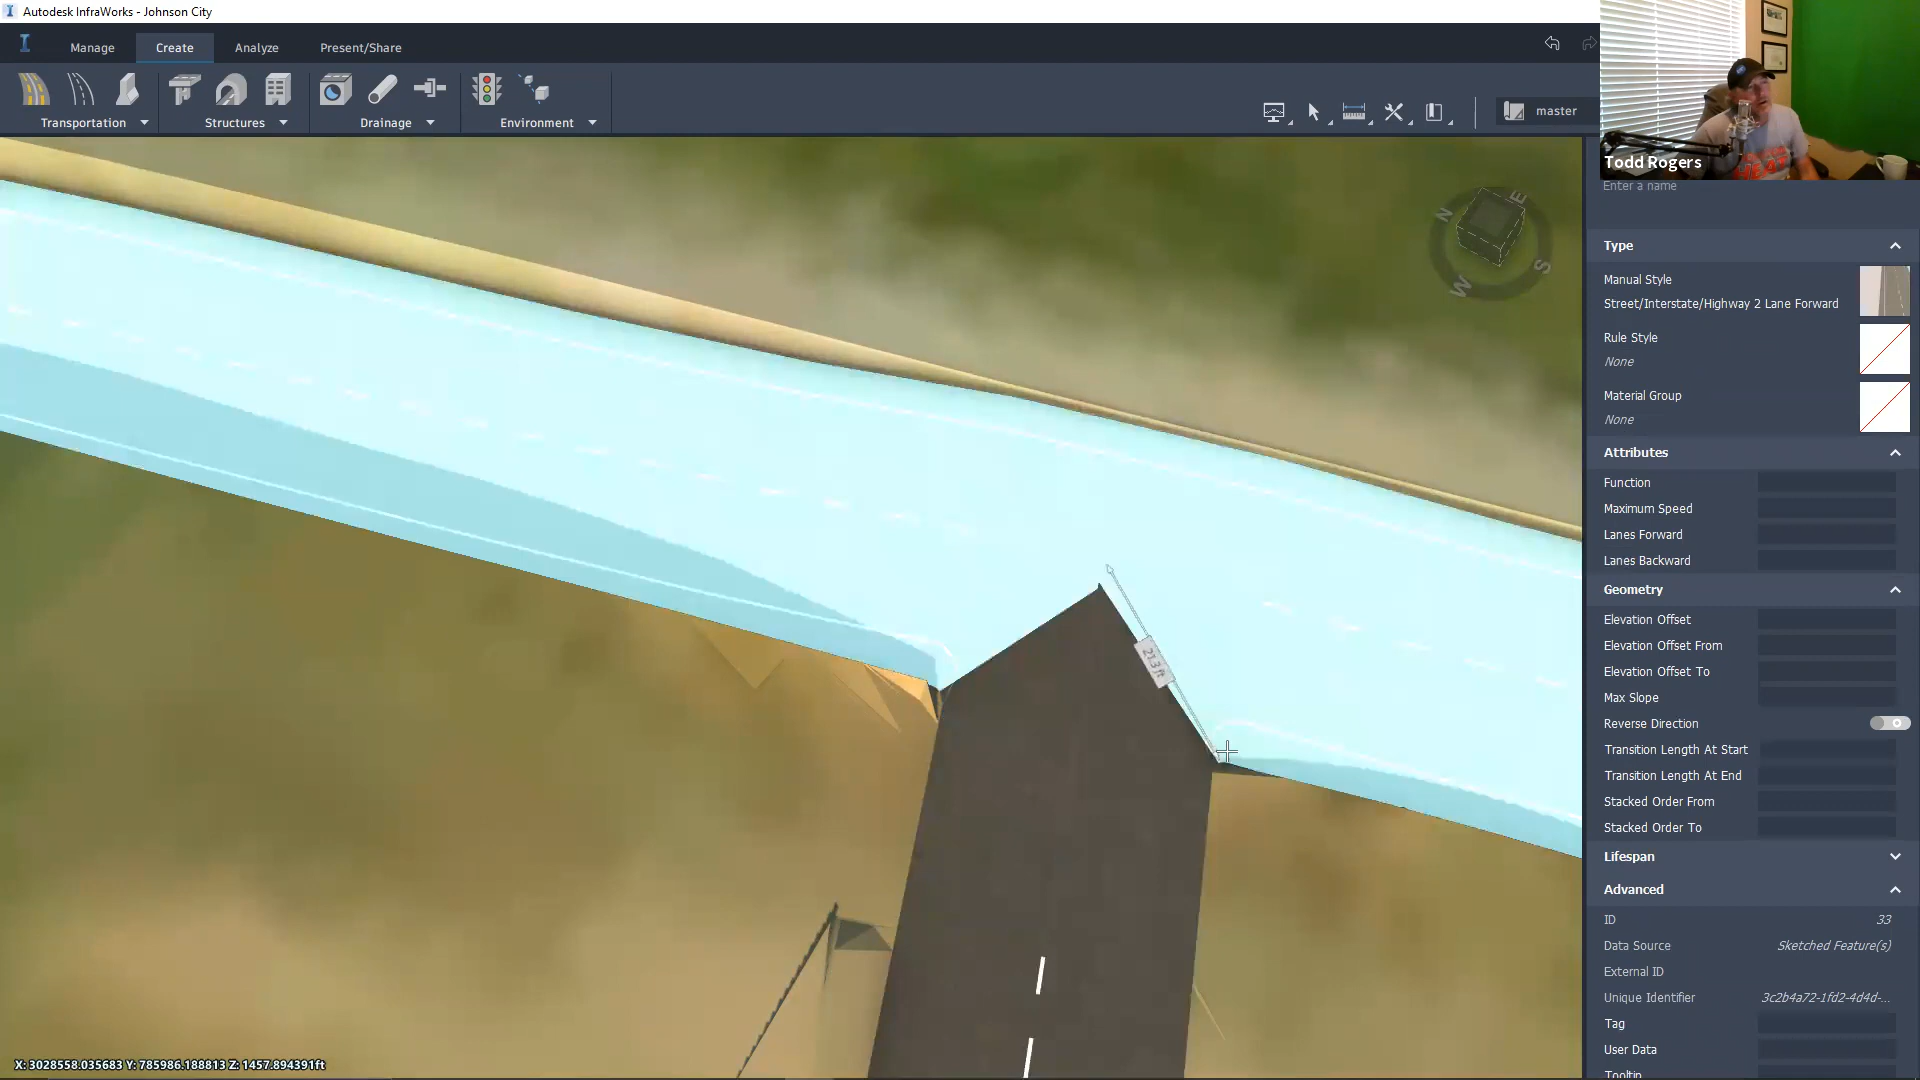 Autodesk InfraWorks - Johnson City
Manage
Create
Analyze
Present/Share
Transportation
Structures
Drainage
Environment
master
Todd Rogers
Enter a name
N
E
S
W
Type
Manual Style
Street/Interstate/Highway 2 Lane Forward
Rule Style
None
Material Group
None
Attributes
Function
Maximum Speed
Lanes Forward
Lanes Backward
Geometry
Elevation Offset
Elevation Offset From
Elevation Offset To
Max Slope
Reverse Direction
Transition Length At Start
Transition Length At End
Stacked Order From
Stacked Order To
Lifespan
Advanced
ID 33
Data Source Sketched Feature(s)
External ID
Unique Identifier 3c2b4a72-1fd2-4d4d-...
Tag
User Data
Tooltip
21.3 ft
HEAT
X: 3028558.035683 Y: 785986.188813 Z: 1457.894391ft